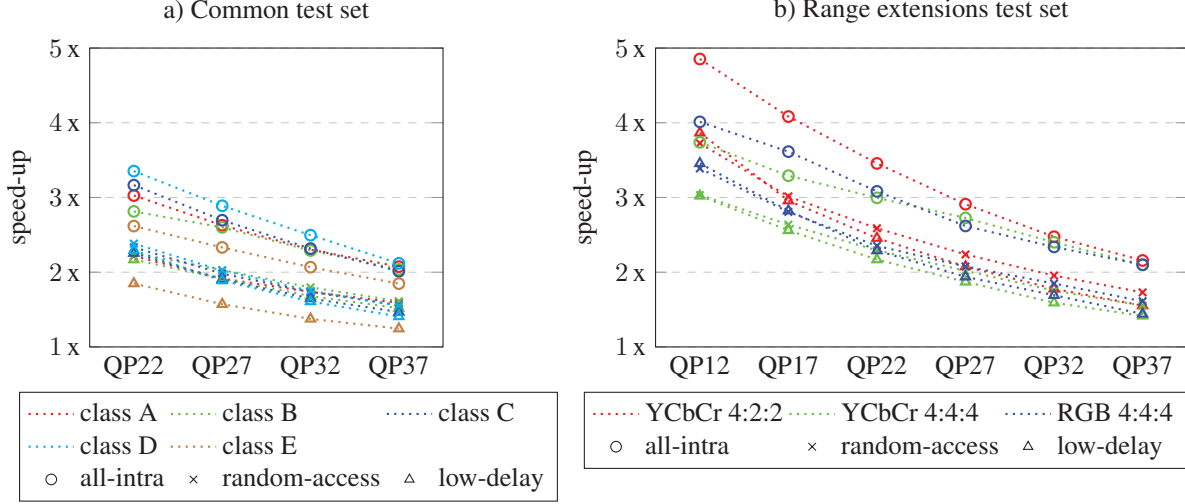 a) Common test set
5 x
4 x
3 x
2 x
1 x
speed-up
QP22 QP27 QP32 QP37
class A class B class C
class D class E
all-intra random-access low-delay
b) Range extensions test set
5 x
4 x
3 x
2 x
1 x
speed-up
QP12 QP17 QP22 QP27 QP32 QP37
YCbCr 4:2:2 YCbCr 4:4:4 RGB 4:4:4
all-intra random-access low-delay